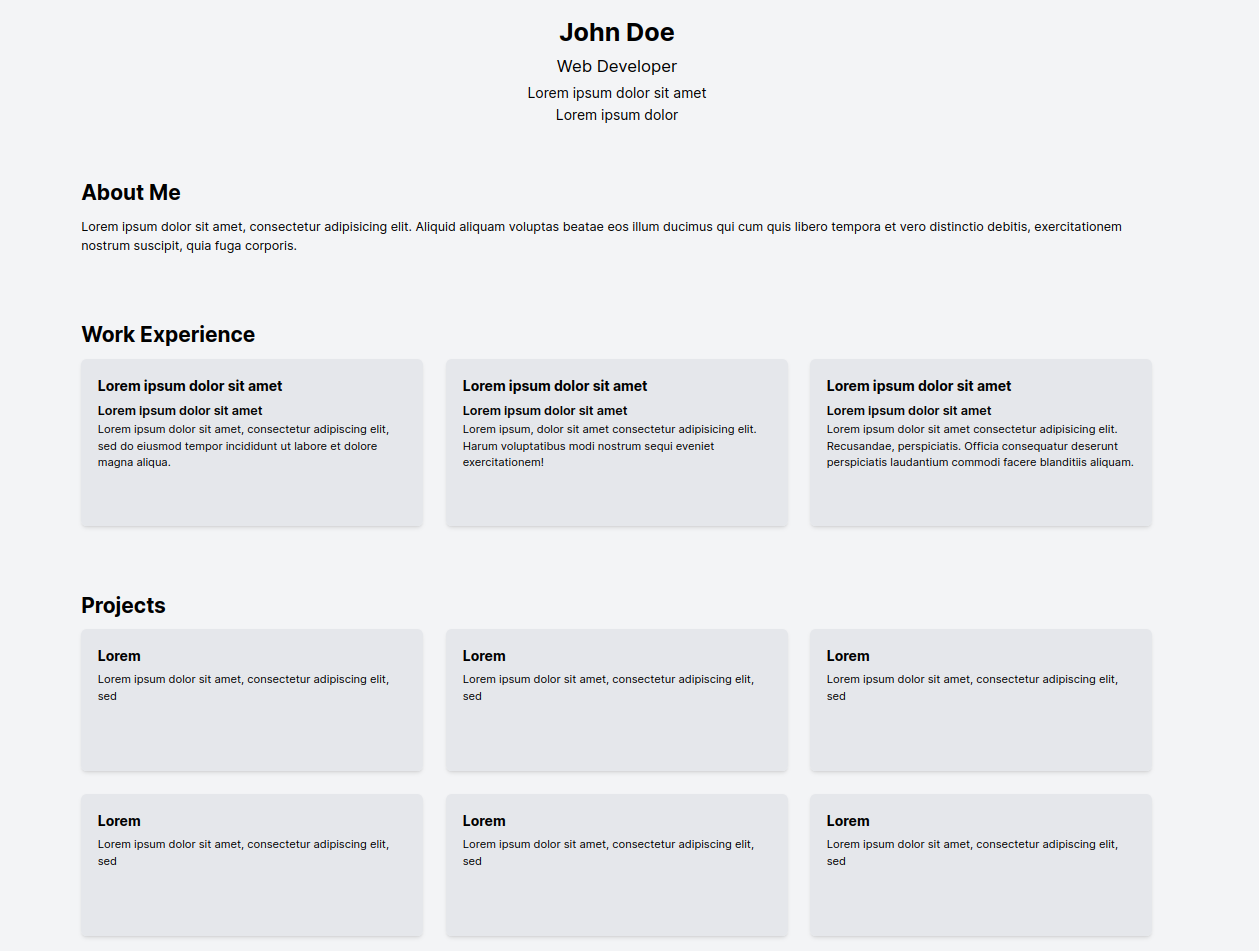 John Doe
Web Developer
Lorem ipsum dolor sit amet
Lorem ipsum dolor
About Me
Lorem ipsum dolor sit amet, consectetur adipisicing elit. Aliquid aliquam voluptas beatae eos illum ducimus qui cum quis libero tempora et vero distinctio debitis, exercitationem
nostrum suscipit, quia fuga corporis.
Work Experience
Lorem ipsum dolor sit amet
Lorem ipsum dolor sit amet
Lorem ipsum dolor sit amet, consectetur adipiscing elit,
sed do eiusmod tempor incididunt ut labore et dolore
magna aliqua.
Lorem ipsum dolor sit amet
Lorem ipsum dolor sit amet
Lorem ipsum, dolor sit amet consectetur adipisicing elit.
Harum voluptatibus modi nostrum sequi eveniet
exercitationem!
Lorem ipsum dolor sit amet
Lorem ipsum dolor sit amet
Lorem ipsum dolor sit amet consectetur adipisicing elit.
Recusandae, perspiciatis. Officia consequatur deserunt
perspiciatis laudantium commodi facere blanditiis aliquam.
Projects
Lorem
Lorem ipsum dolor sit amet, consectetur adipiscing elit,
sed
Lorem
Lorem ipsum dolor sit amet, consectetur adipiscing elit,
sed
Lorem
Lorem ipsum dolor sit amet, consectetur adipiscing elit,
sed
Lorem
Lorem ipsum dolor sit amet, consectetur adipiscing elit,
sed
Lorem
Lorem ipsum dolor sit amet, consectetur adipiscing elit,
sed
Lorem
Lorem ipsum dolor sit amet, consectetur adipiscing elit,
sed